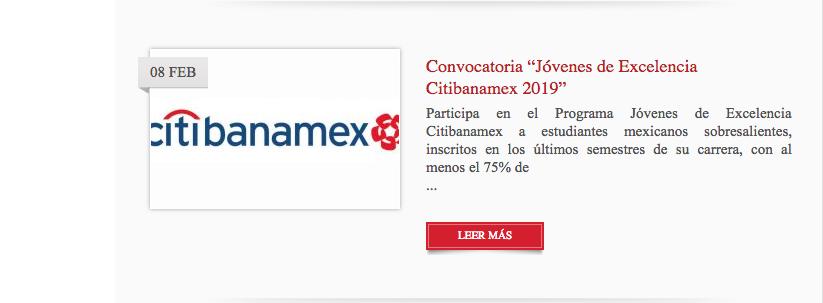 08 FEB
citibanamex
Convocatoria “Jóvenes de Excelencia
Citibanamex 2019”
Participa en el Programa Jóvenes de Excelencia
Citibanamex a estudiantes mexicanos sobresalientes,
inscritos en los últimos semestres de su carrera, con al
menos el 75% de
...
LEER MÁS